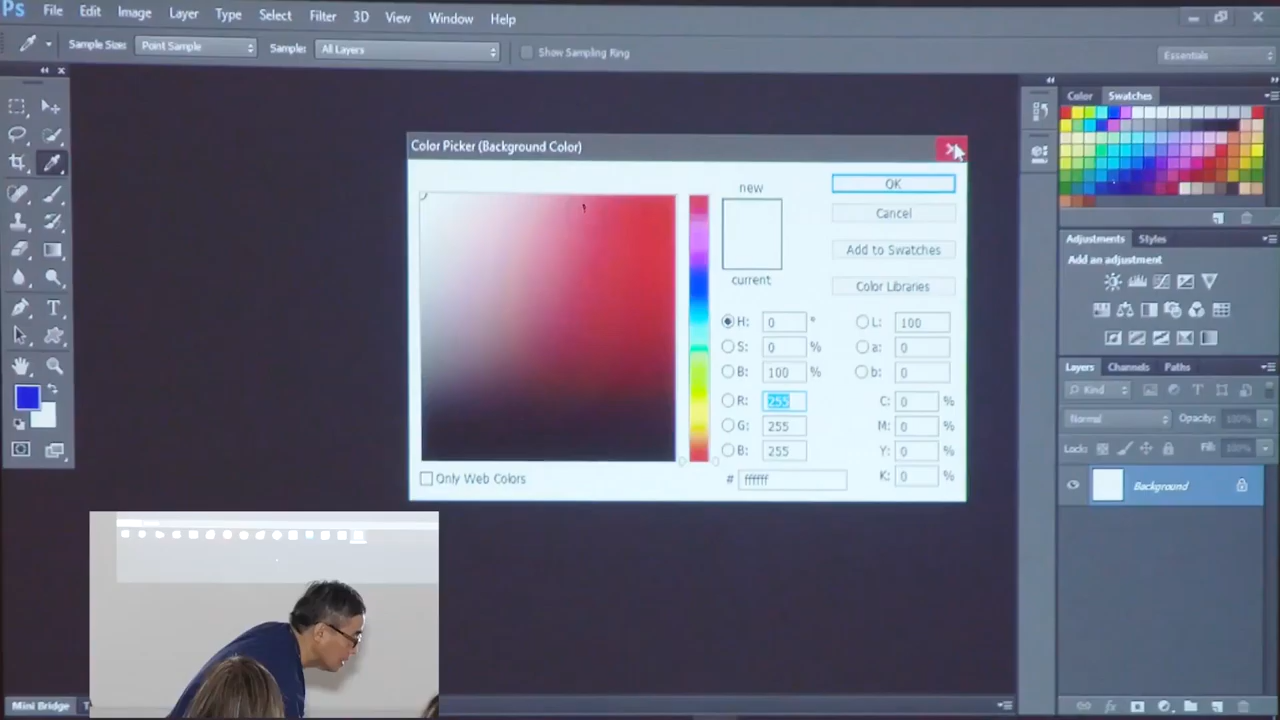 Ps File Edit Image Layer Type Select Filter 3D View Window Help
Sample Size: Point Sample Sample: All Layers Show Sampling Ring Essentials
Color Swatches
Color Picker (Background Color)
new
OK
Cancel
Add to Swatches
current
Color Libraries
H: 0 ° L: 100
S: 0 % a: 0
B: 100 % b: 0
R: 255 C: 0 %
G: 255 M: 0 %
B: 255 Y: 0 %
# ffffff K: 0 %
Only Web Colors
Adjustments Styles
Add an adjustment
Layers Channels Paths
Kind
Normal Opacity: 100%
Lock: Fill: 100%
Background
Mini Bridge